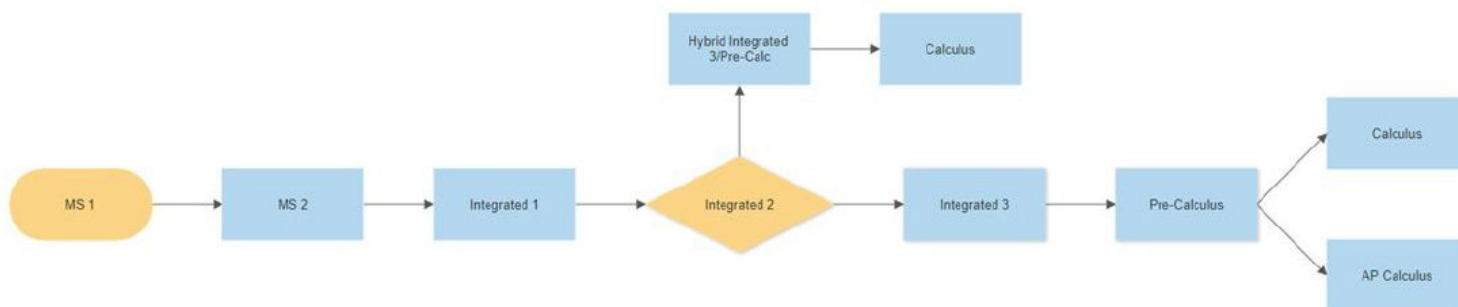 Hybrid Integrated
3/Pre-Calc
Calculus
Calculus
MS 1
MS 2
Integrated 1
Integrated 2
Integrated 3
Pre-Calculus
AP Calculus